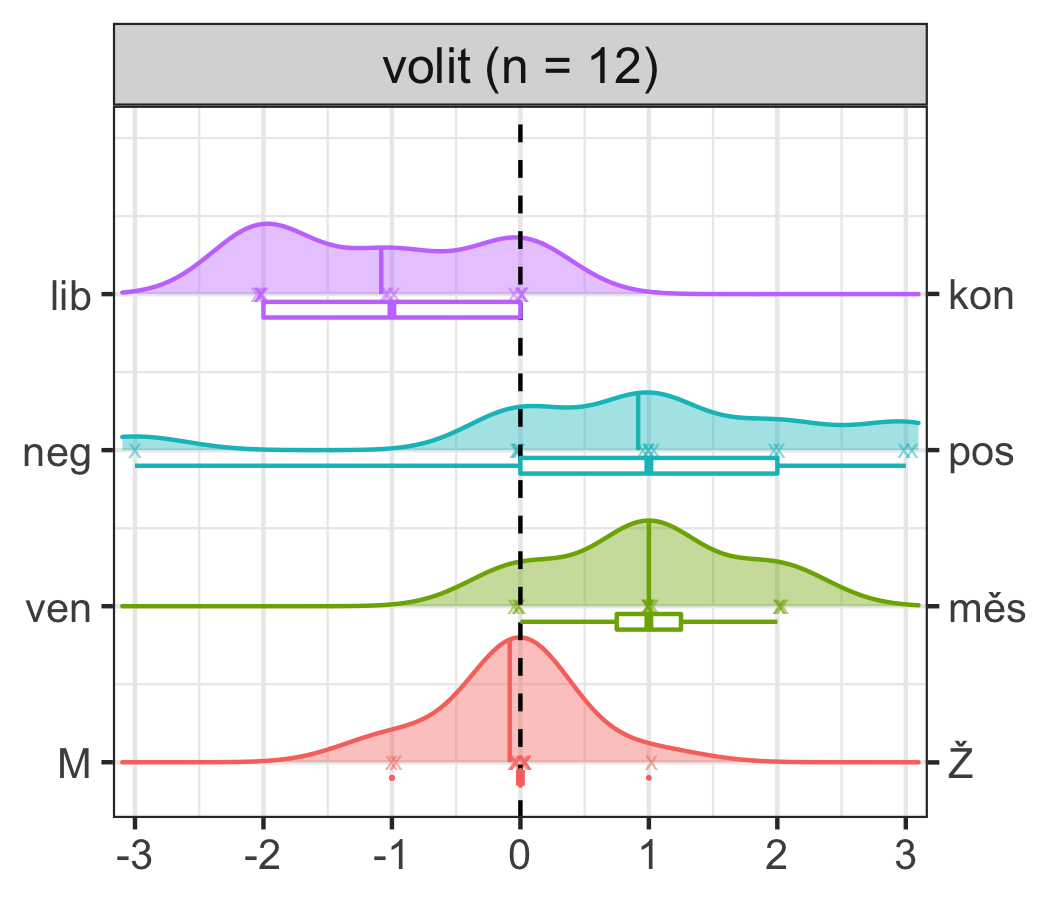 volit (n = 12)
lib kon
neg pos
ven měs
M Ž
-3 -2 -1 0 1 2 3